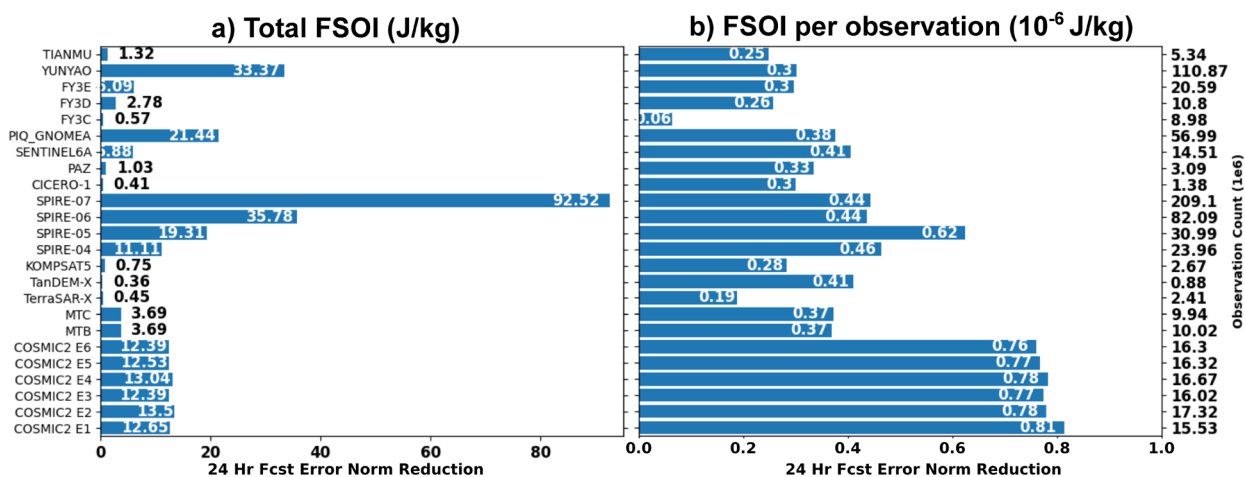 a) Total FSOI (J/kg)
b) FSOI per observation (10⁻⁶ J/kg)
TIANMU 1.32 0.25 5.34
YUNYAO 33.37 0.3 110.87
FY3E .09 0.3 20.59
FY3D 2.78 0.26 10.8
FY3C 0.57 0.06 8.98
PIQ_GNOMEA 21.44 0.38 56.99
SENTINEL6A .88 0.41 14.51
PAZ 1.03 0.33 3.09
CICERO-1 0.41 0.3 1.38
SPIRE-07 92.52 0.44 209.1
SPIRE-06 35.78 0.44 82.09
SPIRE-05 19.31 0.62 30.99
SPIRE-04 11.11 0.46 23.96
KOMPSAT5 0.75 0.28 2.67
TanDEM-X 0.36 0.41 0.88
TerraSAR-X 0.45 0.19 2.41
MTC 3.69 0.37 9.94
MTB 3.69 0.37 10.02
COSMIC2 E6 12.39 0.76 16.3
COSMIC2 E5 12.53 0.77 16.32
COSMIC2 E4 13.04 0.78 16.67
COSMIC2 E3 12.39 0.77 16.02
COSMIC2 E2 13.5 0.78 17.32
COSMIC2 E1 12.65 0.81 15.53
Observation Count (1e6)
0 20 40 60 80
0.0 0.2 0.4 0.6 0.8 1.0
24 Hr Fcst Error Norm Reduction
24 Hr Fcst Error Norm Reduction